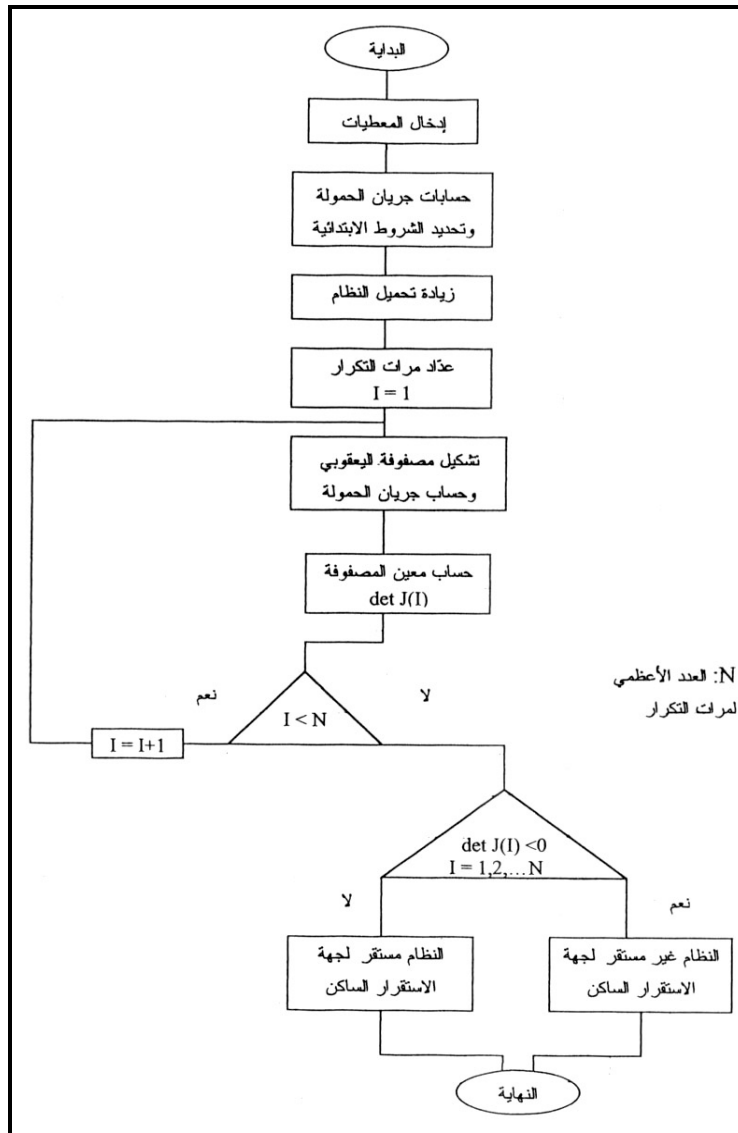 البداية
إدخال المعطيات
حسابات جريان الحمولة
وتحديد الشروط الابتدائية
زيادة تحميل النظام
عدّاد مرات التكرار
I = 1
تشكيل مصفوفة اليعقوبي
وحساب جريان الحمولة
حساب معين المصفوفة
det J(I)
نعم
I < N
لا
N: العدد الأعظمي
لمرات التكرار
I = I+1
det J(I) <0
I = 1,2,…N
لا
نعم
النظام مستقر لجهة
الاستقرار الساكن
النظام غير مستقر لجهة
الاستقرار الساكن
النهاية